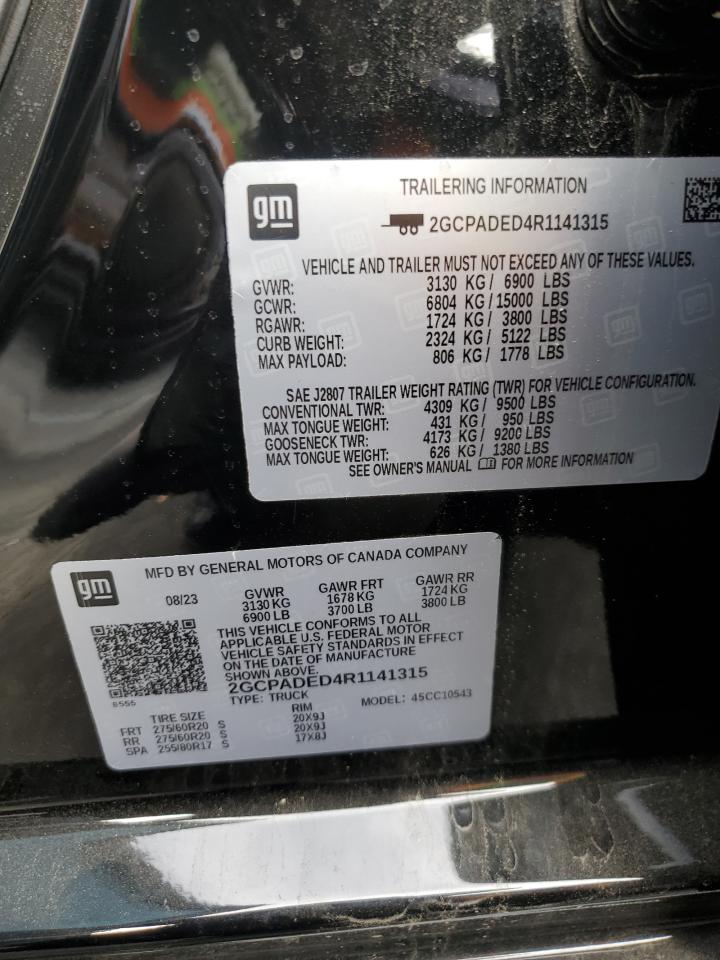 gm
TRAILERING INFORMATION
2GCPADED4R1141315
VEHICLE AND TRAILER MUST NOT EXCEED ANY OF THESE VALUES.
GVWR: 3130 KG / 6900 LBS
GCWR: 6804 KG / 15000 LBS
RGAWR: 1724 KG / 3800 LBS
CURB WEIGHT: 2324 KG / 5122 LBS
MAX PAYLOAD: 806 KG / 1778 LBS
SAE J2807 TRAILER WEIGHT RATING (TWR) FOR VEHICLE CONFIGURATION.
CONVENTIONAL TWR: 4309 KG / 9500 LBS
MAX TONGUE WEIGHT: 431 KG / 950 LBS
GOOSENECK TWR: 4173 KG / 9200 LBS
MAX TONGUE WEIGHT: 626 KG / 1380 LBS
SEE OWNER'S MANUAL FOR MORE INFORMATION
gm
MFD BY GENERAL MOTORS OF CANADA COMPANY
08/23 GVWR GAWR FRT GAWR RR
3130 KG 1678 KG 1724 KG
6900 LB 3700 LB 3800 LB
THIS VEHICLE CONFORMS TO ALL
APPLICABLE U.S. FEDERAL MOTOR
VEHICLE SAFETY STANDARDS IN EFFECT
ON THE DATE OF MANUFACTURE
SHOWN ABOVE.
2GCPADED4R1141315
8555 TYPE: TRUCK MODEL: 45CC10543
TIRE SIZE RIM
FRT 275/60R20 S 20X9J
RR 275/60R20 S 20X9J
SPA 255/80R17 S 17X8J